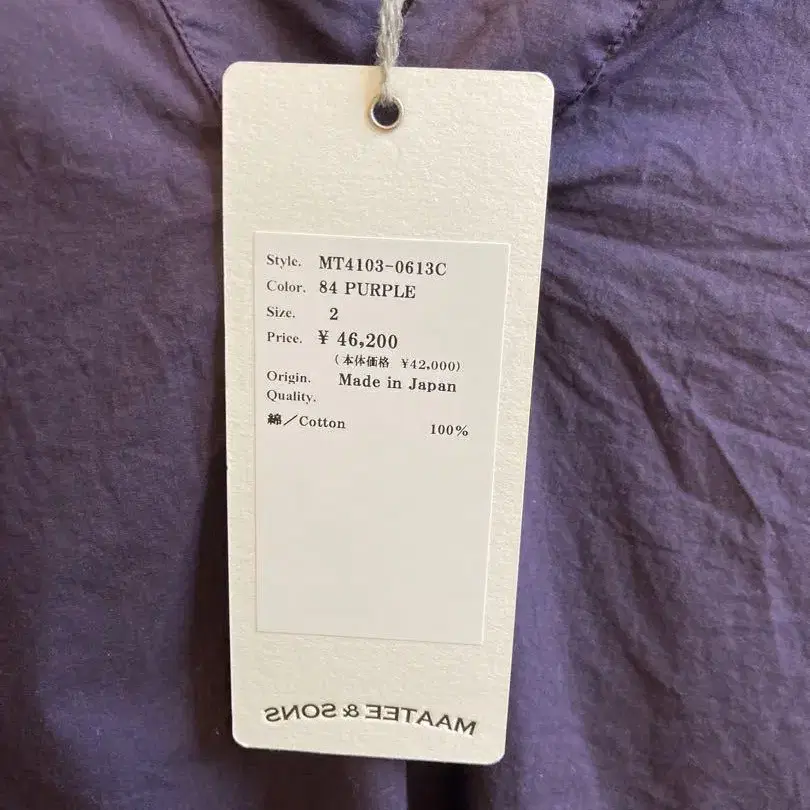 Style. MT4103-0613C
Color. 84 PURPLE
Size. 2
Price. ¥ 46,200
(本体価格 ¥42,000)
Origin. Made in Japan
Quality.
綿/Cotton 100%
MAATEE & SONS